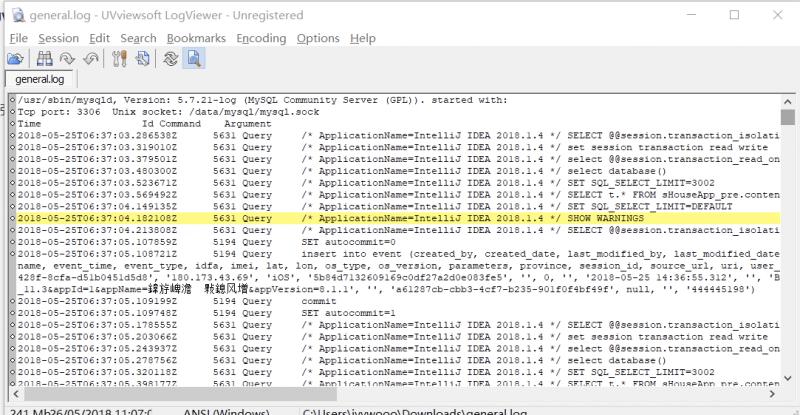 general.log - UVviewsoft LogViewer - Unregistered
File Session Edit Search Bookmarks Encoding Options Help
general.log
/usr/sbin/mysqld, Version: 5.7.21-log (MySQL Community Server (GPL)). started with:
Tcp port: 3306 Unix socket: /data/mysql/mysql.sock
Time Id Command Argument
2018-05-25T06:37:03.286538Z 5631 Query /* ApplicationName=IntelliJ IDEA 2018.1.4 */ SELECT @@session.transaction_isolati
2018-05-25T06:37:03.319010Z 5631 Query /* ApplicationName=IntelliJ IDEA 2018.1.4 */ set session transaction read write
2018-05-25T06:37:03.379501Z 5631 Query /* ApplicationName=IntelliJ IDEA 2018.1.4 */ select @@session.transaction_read_on
2018-05-25T06:37:03.480300Z 5631 Query /* ApplicationName=IntelliJ IDEA 2018.1.4 */ select database()
2018-05-25T06:37:03.523671Z 5631 Query /* ApplicationName=IntelliJ IDEA 2018.1.4 */ SET SQL_SELECT_LIMIT=3002
2018-05-25T06:37:03.569492Z 5631 Query /* ApplicationName=IntelliJ IDEA 2018.1.4 */ SELECT t.* FROM sHouseApp_pre.conten
2018-05-25T06:37:04.149135Z 5631 Query /* ApplicationName=IntelliJ IDEA 2018.1.4 */ SET SQL_SELECT_LIMIT=DEFAULT
2018-05-25T06:37:04.182108Z 5631 Query /* ApplicationName=IntelliJ IDEA 2018.1.4 */ SHOW WARNINGS
2018-05-25T06:37:04.213808Z 5631 Query /* ApplicationName=IntelliJ IDEA 2018.1.4 */ SELECT @@session.transaction_isolati
2018-05-25T06:37:05.107859Z 5194 Query SET autocommit=0
2018-05-25T06:37:05.108721Z 5194 Query insert into event (created_by, created_date, last_modified_by, last_modified_date
name, event_time, event_type, idfa, imei, lat, lon, os_type, os_version, parameters, province, session_id, source_url, uri, user_
428f-8cfa-d51b0451d5d8', '180.173.43.69', 'iOS', '5b84d7132609169c0df27a2d0e083fe5', '', 0, '', '2018-05-25 14:36:55.312', '', 'B
_11.3&appId=1&appName= &appVersion=8.1.1', '', 'a61287cb-cbb3-4cf7-b235-901f0f4bf49f', null, '', '444445198')
2018-05-25T06:37:05.109199Z 5194 Query commit
2018-05-25T06:37:05.109748Z 5194 Query SET autocommit=1
2018-05-25T06:37:05.178555Z 5631 Query /* ApplicationName=IntelliJ IDEA 2018.1.4 */ SELECT @@session.transaction_isolati
2018-05-25T06:37:05.203066Z 5631 Query /* ApplicationName=IntelliJ IDEA 2018.1.4 */ set session transaction read write
2018-05-25T06:37:05.243937Z 5631 Query /* ApplicationName=IntelliJ IDEA 2018.1.4 */ select @@session.transaction_read_on
2018-05-25T06:37:05.278756Z 5631 Query /* ApplicationName=IntelliJ IDEA 2018.1.4 */ select database()
2018-05-25T06:37:05.320118Z 5631 Query /* ApplicationName=IntelliJ IDEA 2018.1.4 */ SET SQL_SELECT_LIMIT=3002
2018-05-25T06:37:05.398177Z 5631 Query /* ApplicationName=IntelliJ IDEA 2018.1.4 */ SELECT t.* FROM sHouseApp_pre.conten
241 Mb 26/05/2018 11:07:0 ANSI (Windows) C:\Users\ivywooo\Downloads\general.log